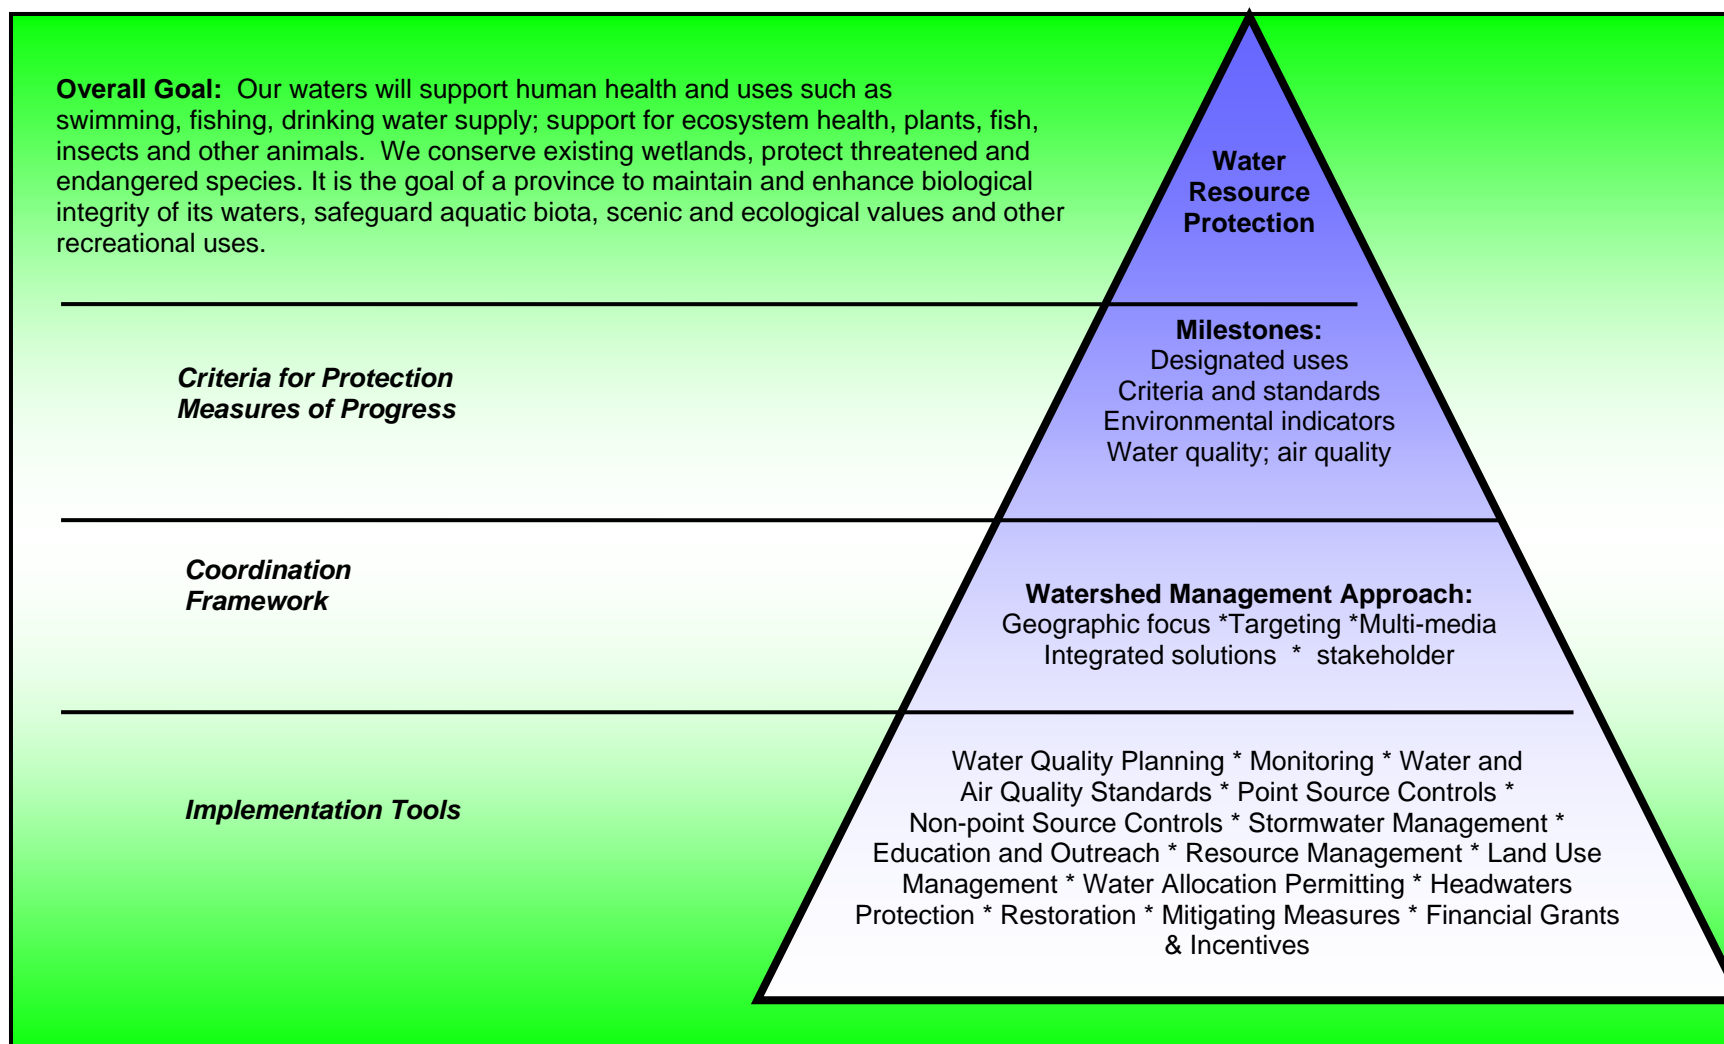 Overall Goal:  Our waters will support human health and uses such as
swimming, fishing, drinking water supply; support for ecosystem health, plants, fish,
insects and other animals.  We conserve existing wetlands, protect threatened and
endangered species. It is the goal of a province to maintain and enhance biological
integrity of its waters, safeguard aquatic biota, scenic and ecological values and other
recreational uses.
Water
Resource
Protection
Criteria for Protection
Measures of Progress
Milestones:
Designated uses
Criteria and standards
Environmental indicators
Water quality; air quality
Coordination
Framework
Watershed Management Approach:
Geographic focus *Targeting *Multi-media
Integrated solutions  *  stakeholder
Implementation Tools
Water Quality Planning * Monitoring * Water and
Air Quality Standards * Point Source Controls *
Non-point Source Controls * Stormwater Management *
Education and Outreach * Resource Management * Land Use
Management * Water Allocation Permitting * Headwaters
Protection * Restoration * Mitigating Measures * Financial Grants
& Incentives